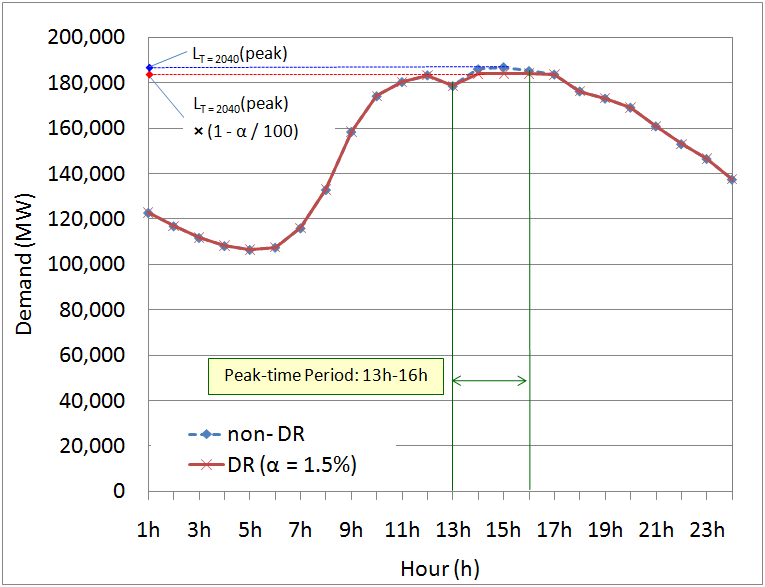 200,000
180,000
160,000
140,000
120,000
100,000
80,000
60,000
40,000
20,000
0
Demand (MW)
L T = 2040 (peak)
L T = 2040 (peak)
× (1 - α / 100)
Peak-time Period: 13h-16h
non- DR
DR (α = 1.5%)
1h 3h 5h 7h 9h 11h 13h 15h 17h 19h 21h 23h
Hour (h)